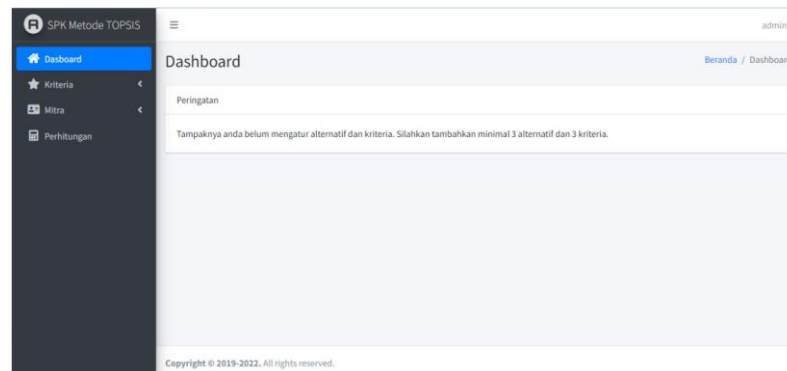 SPK Metode TOPSIS
admin
Dasboard
Kriteria
Mitra
Perhitungan
Dashboard
Beranda / Dashboar
Peringatan
Tampaknya anda belum mengatur alternatif dan kriteria. Silahkan tambahkan minimal 3 alternatif dan 3 kriteria.
Copyright © 2019-2022. All rights reserved.